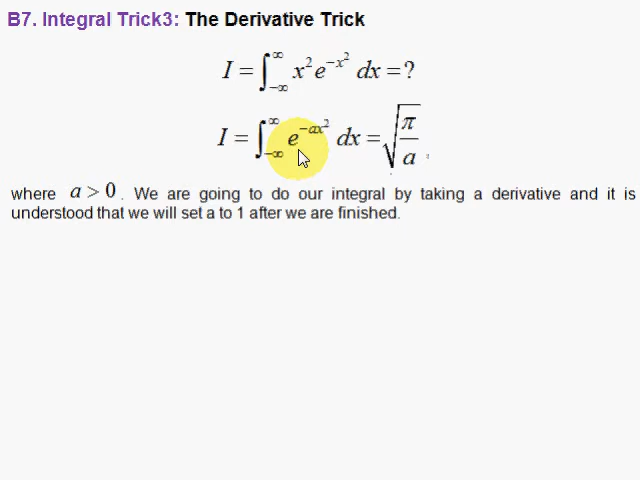 B7. Integral Trick3: The Derivative Trick
I = ∫_{-∞}^{∞} x² e^{-x²} dx = ?
I = ∫_{-∞}^{∞} e^{-ax²} dx = √(π/a) ,
where a > 0 . We are going to do our integral by taking a derivative and it is
understood that we will set a to 1 after we are finished.